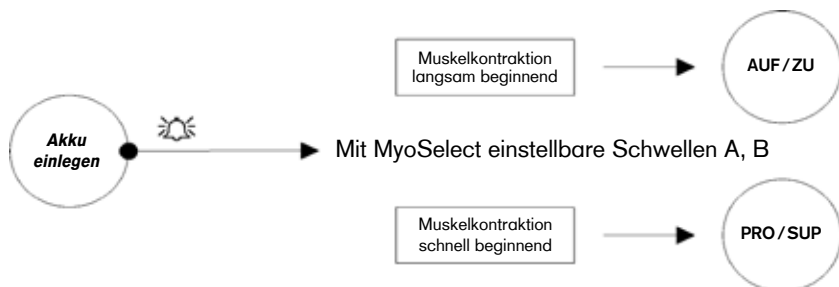 Muskelkontraktion
langsam beginnend
AUF / ZU
Akku
einlegen
Mit MyoSelect einstellbare Schwellen A, B
Muskelkontraktion
schnell beginnend
PRO / SUP